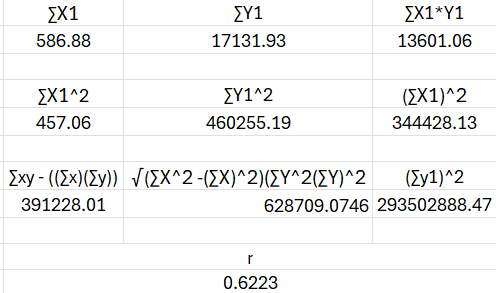 ∑X1 ∑Y1 ∑X1*Y1
586.88 17131.93 13601.06
∑X1^2 ∑Y1^2 (∑X1)^2
457.06 460255.19 344428.13
∑xy - ((∑x)(∑y)) √(∑X^2 -(∑X)^2)(∑Y^2(∑Y)^2 (∑y1)^2
391228.01 628709.0746 293502888.47
r
0.6223